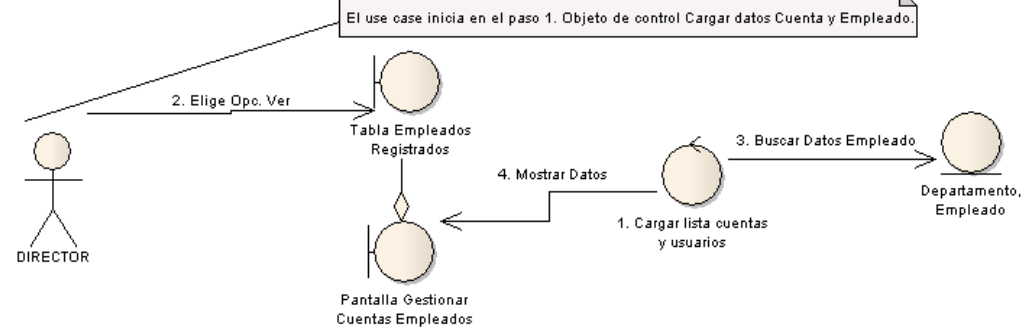 El use case inicia en el paso 1. Objeto de control Cargar datos Cuenta y Empleado.
2. Elige Opc. Ver
Tabla Empleados
Registrados
3. Buscar Datos Empleado
4. Mostrar Datos
Departamento,
Empleado
1. Cargar lista cuentas
y usuarios
DIRECTOR
Pantalla Gestionar
Cuentas Empleados